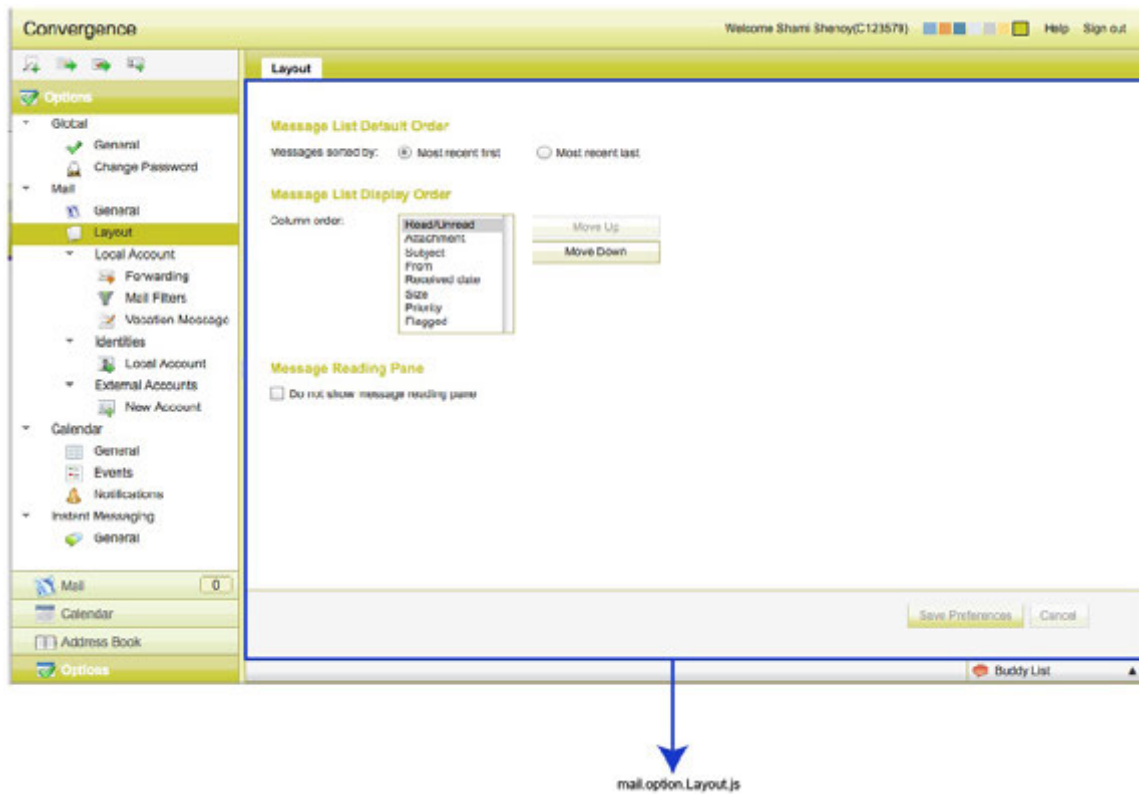 Convergence
Welcome Shami Shenoy(C123579)
Help
Sign out
Layout
Options
Global
General
Change Password
Mail
General
Layout
Local Account
Forwarding
Mail Filters
Vacation Message
Identities
Local Account
External Accounts
New Account
Calendar
General
Events
Notifications
Instant Messaging
General
Mail
0
Calendar
Address Book
Options
Message List Default Order
Messages sorted by:
Most recent first
Most recent last
Message List Display Order
Column order:
Read/Unread
Attachment
Subject
From
Received date
Size
Priority
Flagged
Move Up
Move Down
Message Reading Pane
Do not show message reading pane
Save Preferences
Cancel
Buddy List
mail.option.Layout.js